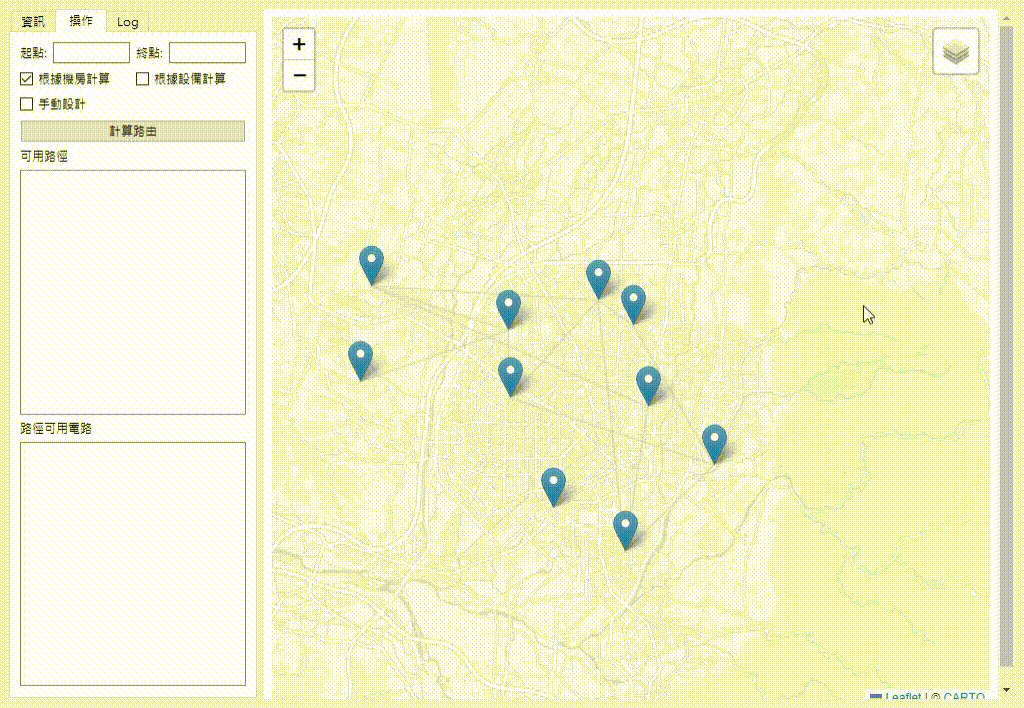 資訊 操作 Log
起點: 終點:
根據機房計算 根據設備計算
手動設計
計算路由
可用路徑
路徑可用電路
+
−
Leaflet | © CARTO